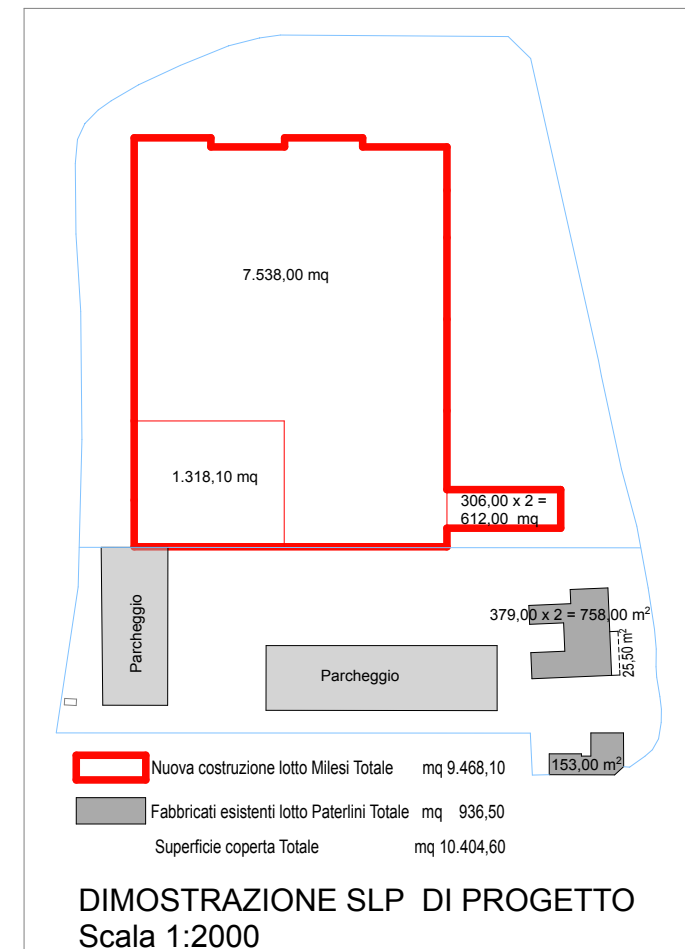 7.538,00 mq
1.318,10 mq
306,00 x 2 =
612,00 mq
379,00 x 2 = 758,00 m²
25,50 m²
Parcheggio
Parcheggio
153,00 m²
Nuova costruzione lotto Milesi Totale mq 9.468,10
Fabbricati esistenti lotto Paterlini Totale mq 936,50
Superficie coperta Totale mq 10.404,60
DIMOSTRAZIONE SLP DI PROGETTO
Scala 1:2000